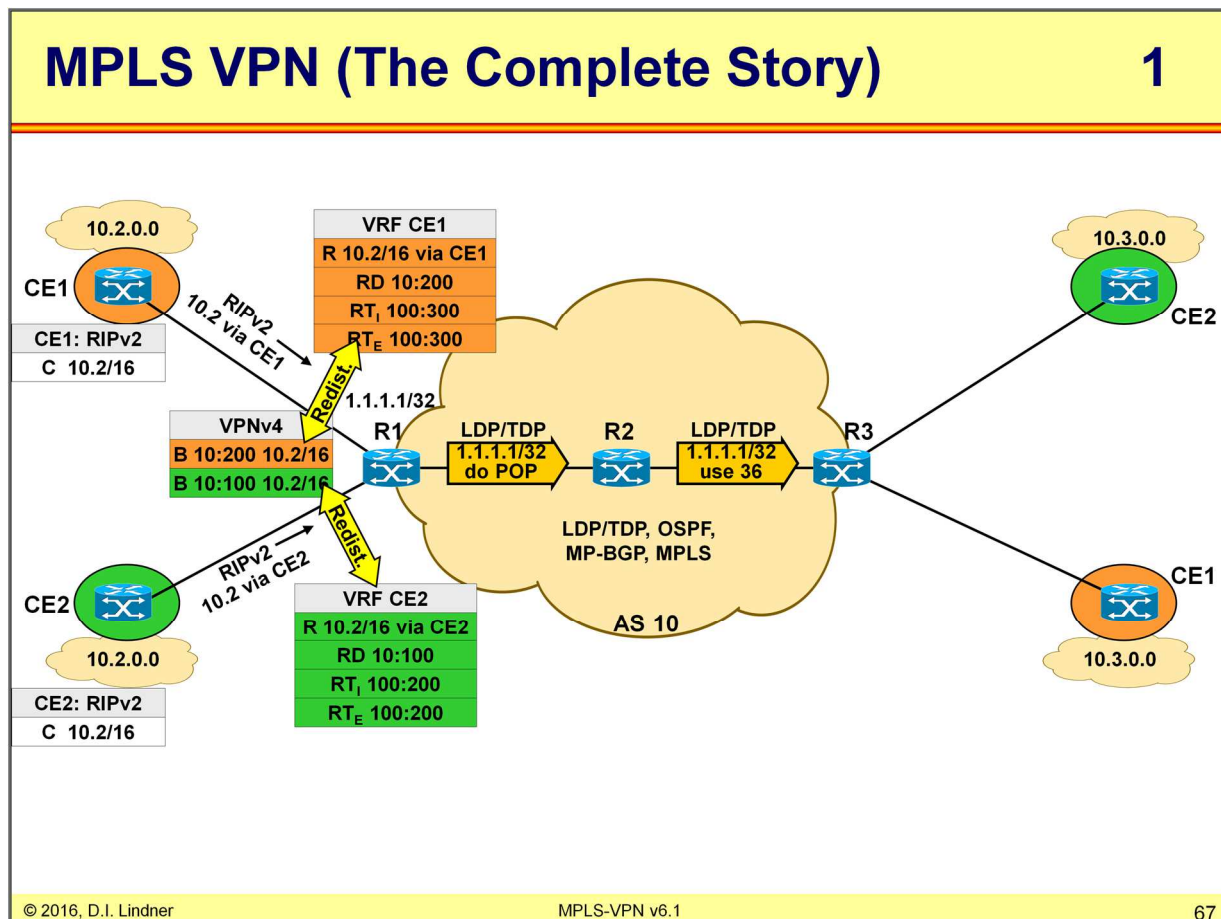 MPLS VPN (The Complete Story) 1
10.2.0.0
CE1
CE1: RIPv2
C 10.2/16
RIPv2
10.2 via CE1
VRF CE1
R 10.2/16 via CE1
RD 10:200
RTI 100:300
RTE 100:300
Redist.
1.1.1.1/32
VPNv4
B 10:200 10.2/16
B 10:100 10.2/16
R1
LDP/TDP
1.1.1.1/32
do POP
R2
LDP/TDP
1.1.1.1/32
use 36
R3
LDP/TDP, OSPF,
MP-BGP, MPLS
AS 10
Redist.
RIPv2
10.2 via CE2
VRF CE2
R 10.2/16 via CE2
RD 10:100
RTI 100:200
RTE 100:200
CE2
10.2.0.0
CE2: RIPv2
C 10.2/16
10.3.0.0
CE2
CE1
10.3.0.0
© 2016, D.I. Lindner
MPLS-VPN v6.1
67